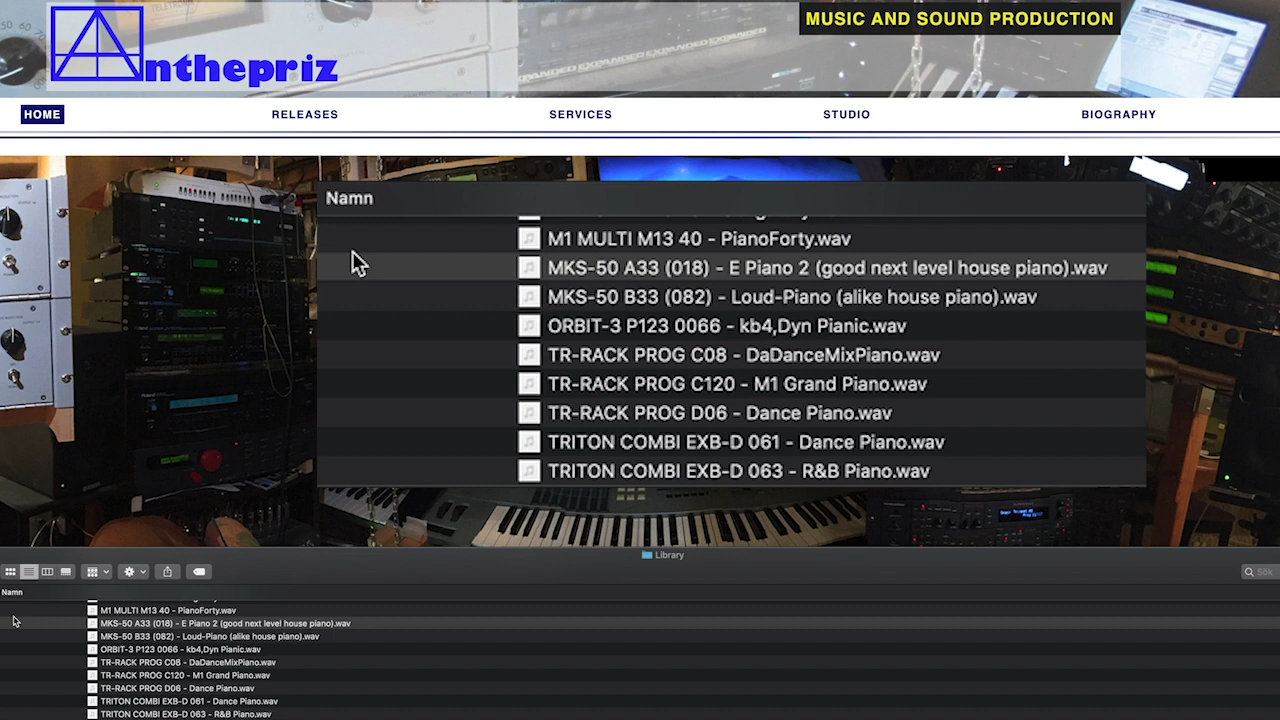 Anthepriz
MUSIC AND SOUND PRODUCTION
EXPANDED EXPANDED EXPANDED
HOME
RELEASES
SERVICES
STUDIO
BIOGRAPHY
Namn
M1 MULTI M13 40 - PianoForty.wav
MKS-50 A33 (018) - E Piano 2 (good next level house piano).wav
MKS-50 B33 (082) - Loud-Piano (alike house piano).wav
ORBIT-3 P123 0066 - kb4,Dyn Pianic.wav
TR-RACK PROG C08 - DaDanceMixPiano.wav
TR-RACK PROG C120 - M1 Grand Piano.wav
TR-RACK PROG D06 - Dance Piano.wav
TRITON COMBI EXB-D 061 - Dance Piano.wav
TRITON COMBI EXB-D 063 - R&B Piano.wav
Library
Sök
Namn
M1 MULTI M13 40 - PianoForty.wav
MKS-50 A33 (018) - E Piano 2 (good next level house piano).wav
MKS-50 B33 (082) - Loud-Piano (alike house piano).wav
ORBIT-3 P123 0066 - kb4,Dyn Pianic.wav
TR-RACK PROG C08 - DaDanceMixPiano.wav
TR-RACK PROG C120 - M1 Grand Piano.wav
TR-RACK PROG D06 - Dance Piano.wav
TRITON COMBI EXB-D 061 - Dance Piano.wav
TRITON COMBI EXB-D 063 - R&B Piano.wav